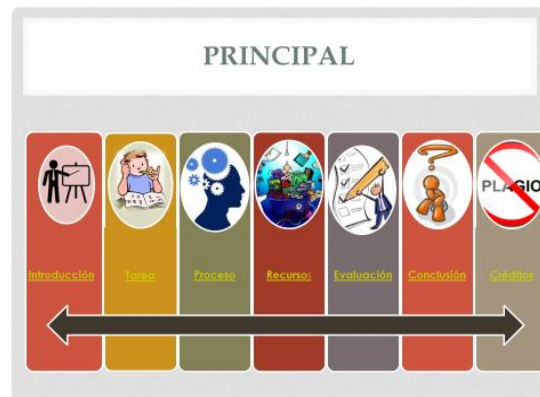 PRINCIPAL
PLAGIO
Introducción Tarea Proceso Recursos Evaluación Conclusión Créditos